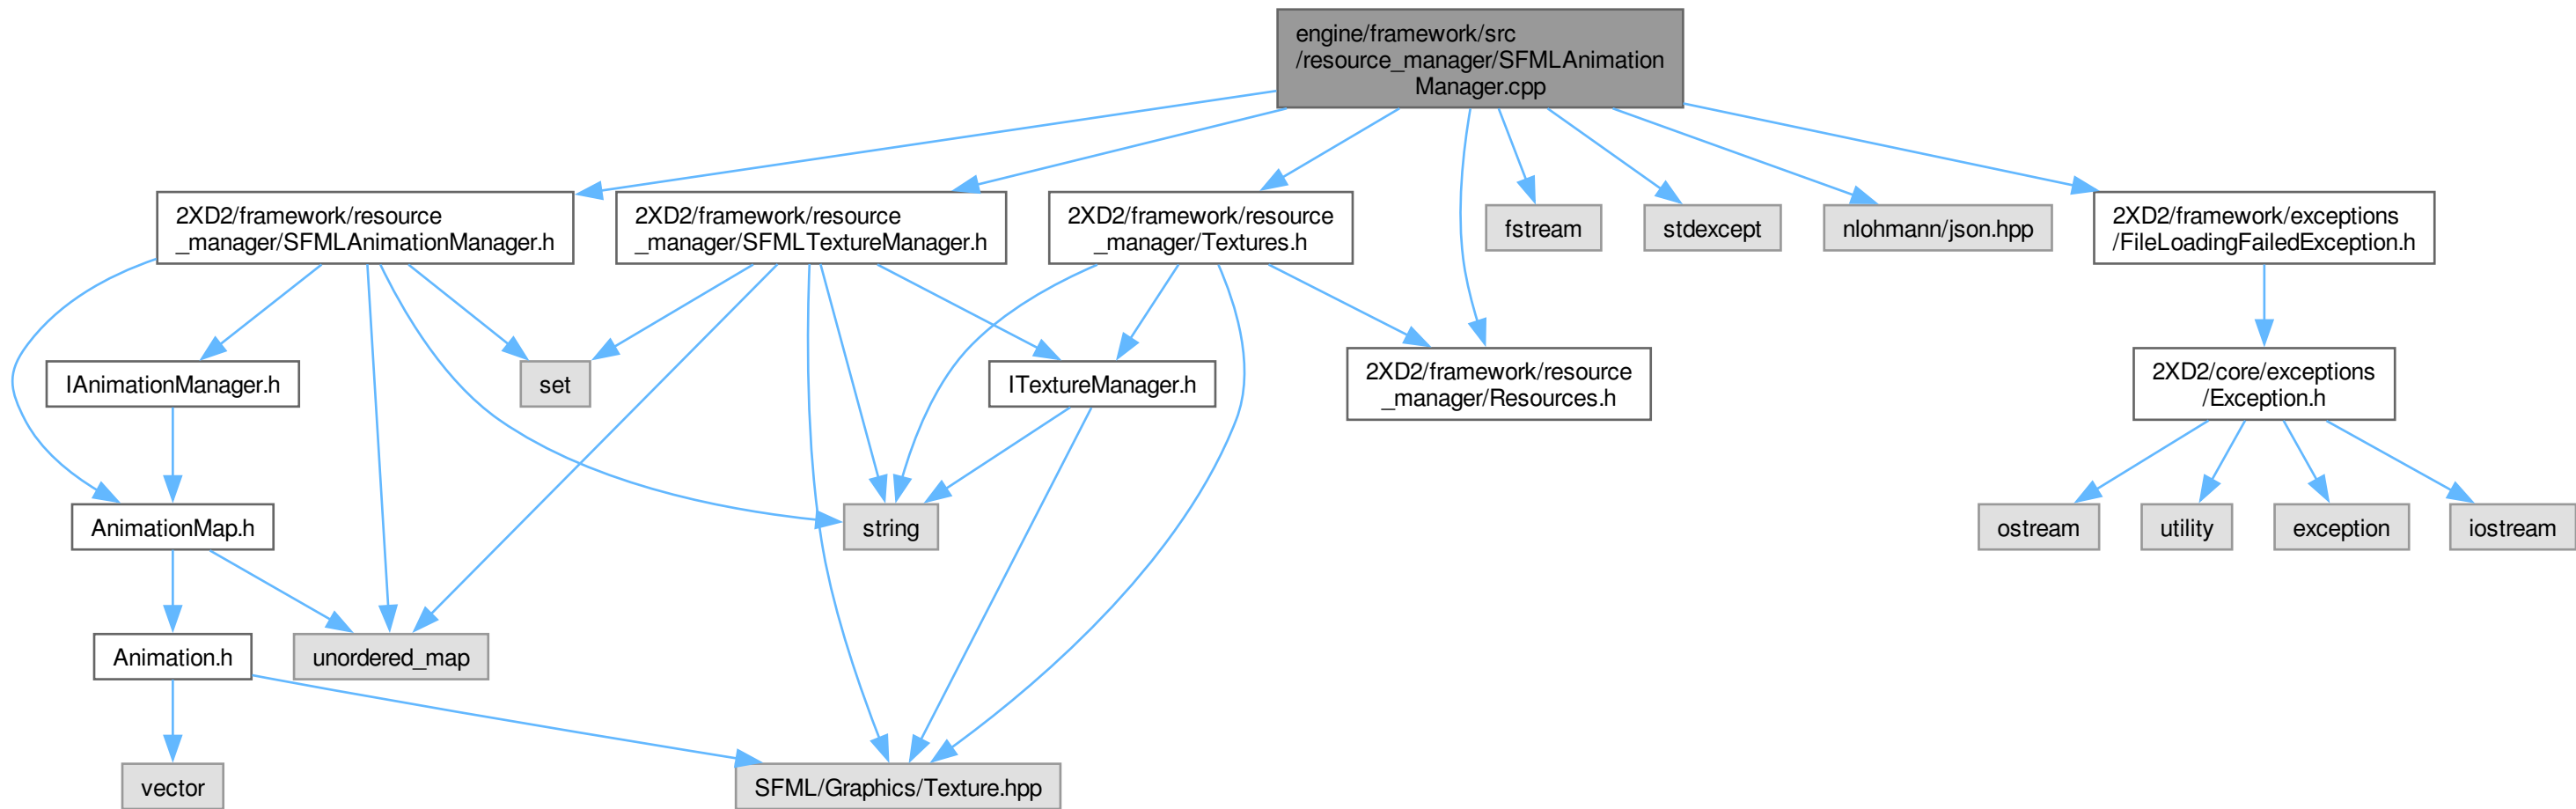 engine/framework/src
/resource_manager/SFMLAnimation
Manager.cpp
2XD2/framework/resource
_manager/SFMLAnimationManager.h
2XD2/framework/resource
_manager/SFMLTextureManager.h
2XD2/framework/resource
_manager/Textures.h
fstream
stdexcept
nlohmann/json.hpp
2XD2/framework/exceptions
/FileLoadingFailedException.h
IAnimationManager.h
set
ITextureManager.h
2XD2/framework/resource
_manager/Resources.h
2XD2/core/exceptions
/Exception.h
AnimationMap.h
string
ostream
utility
exception
iostream
Animation.h
unordered_map
vector
SFML/Graphics/Texture.hpp